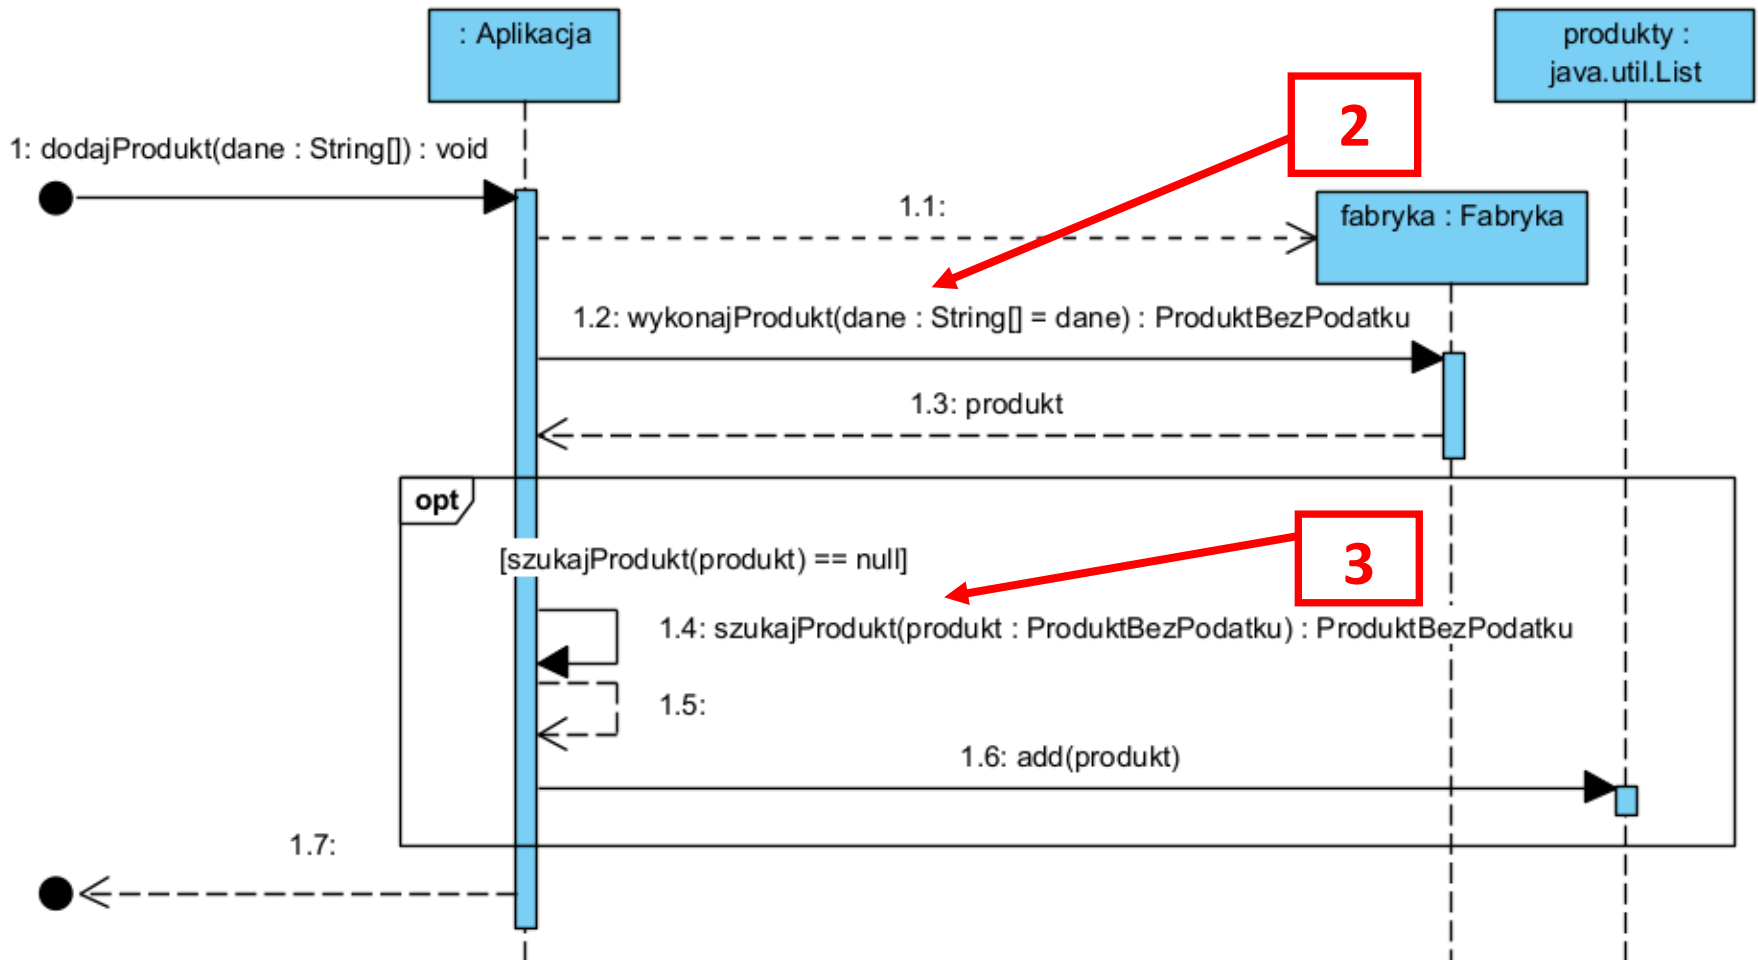 : Aplikacja
produkty :
java.util.List
2
1: dodajProdukt(dane : String[]) : void
1.1:
fabryka : Fabryka
1.2: wykonajProdukt(dane : String[] = dane) : ProduktBezPodatku
1.3: produkt
opt
[szukajProdukt(produkt) == null]
3
1.4: szukajProdukt(produkt : ProduktBezPodatku) : ProduktBezPodatku
1.5:
1.6: add(produkt)
1.7: